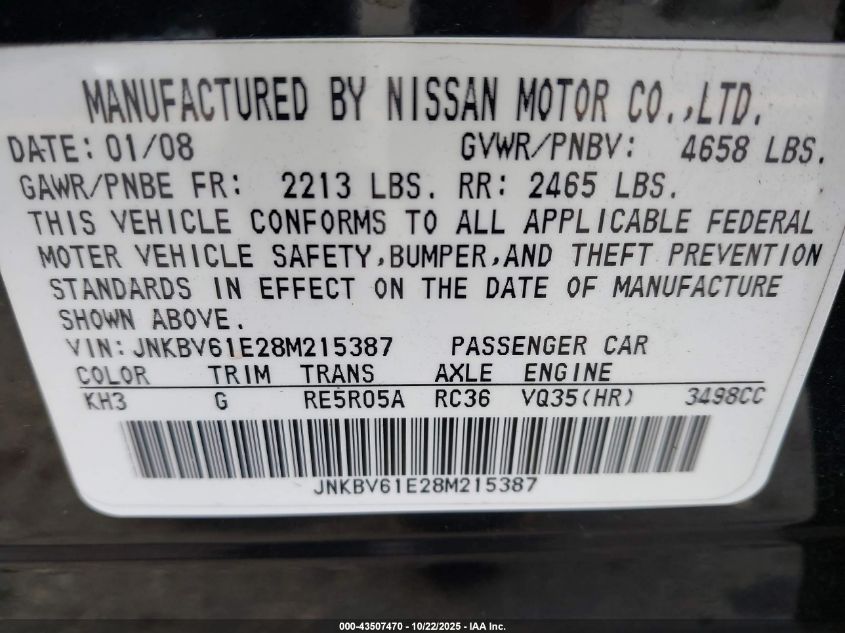 MANUFACTURED BY NISSAN MOTOR CO.,LTD.
DATE: 01/08 GVWR/PNBV: 4658 LBS.
GAWR/PNBE FR: 2213 LBS. RR: 2465 LBS.
THIS VEHICLE CONFORMS TO ALL APPLICABLE FEDERAL
MOTER VEHICLE SAFETY,BUMPER,AND THEFT PREVENTION
STANDARDS IN EFFECT ON THE DATE OF MANUFACTURE
SHOWN ABOVE.
VIN:JNKBV61E28M215387 PASSENGER CAR
COLOR TRIM TRANS AXLE ENGINE
KH3 G RE5R05A RC36 VQ35(HR) 3498CC
JNKBV61E28M215387
000-43507470 - 10/22/2025 - IAA Inc.